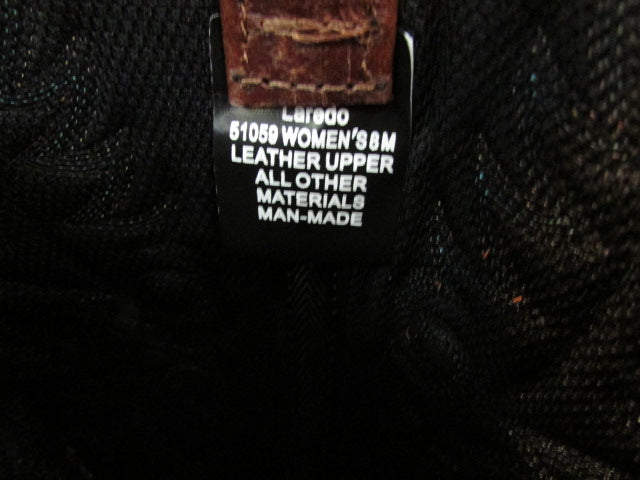 Laredo
51059 WOMEN'S 8 M
LEATHER UPPER
ALL OTHER
MATERIALS
MAN-MADE